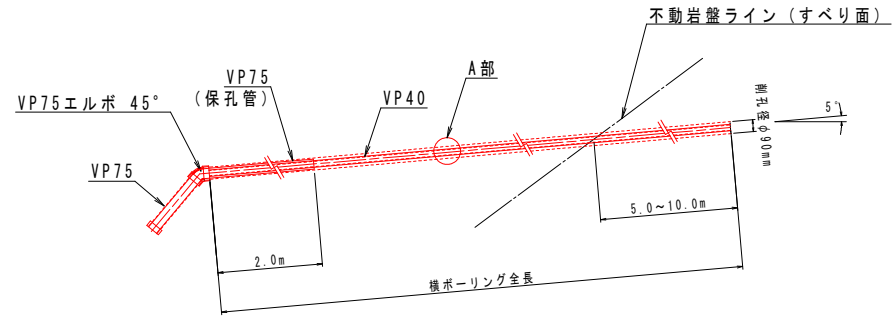 不動岩盤ライン（すべり面）
A部
VP75
（保孔管）
VP40
VP75エルボ 45°
VP75
削孔径φ90mm
5°
5.0~10.0m
2.0m
横ボーリング全長